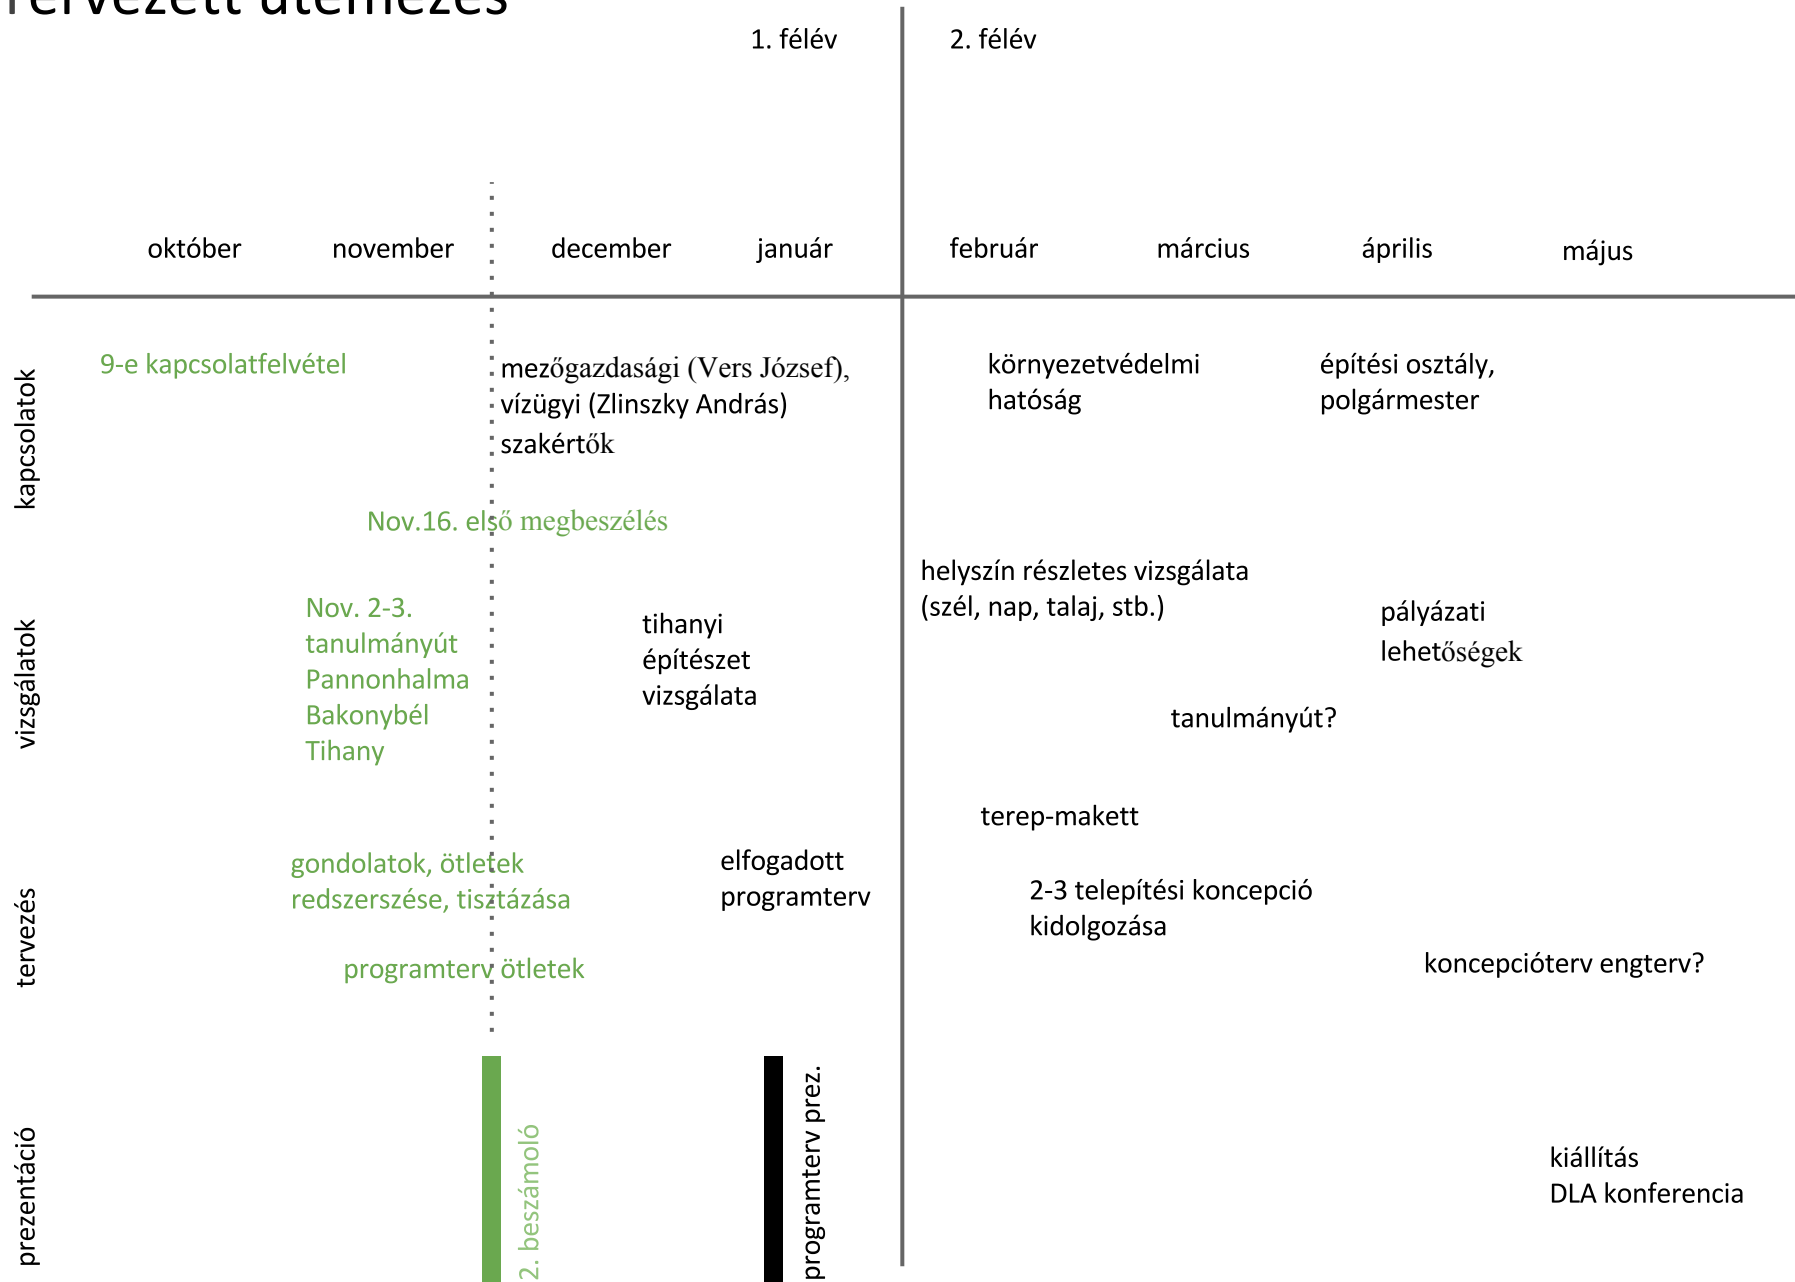 Tervezett ütemezés
1. félév
2. félév
október
november
december
január
február
március
április
május
kapcsolatok
9-e kapcsolatfelvétel
mezőgazdasági (Vers József),
vízügyi (Zlinszky András)
szakértők
környezetvédelmi
hatóság
építési osztály,
polgármester
Nov.16. első megbeszélés
vizsgálatok
Nov. 2-3.
tanulmányút
Pannonhalma
Bakonybél
Tihany
tihanyi
építészet
vizsgálata
helyszín részletes vizsgálata
(szél, nap, talaj, stb.)
pályázati
lehetőségek
tanulmányút?
tervezés
gondolatok, ötletek
redszerszése, tisztázása
programterv ötletek
elfogadott
programterv
terep-makett
2-3 telepítési koncepció
kidolgozása
koncepcióterv engterv?
prezentáció
2. beszámoló
programterv prez.
kiállítás
DLA konferencia